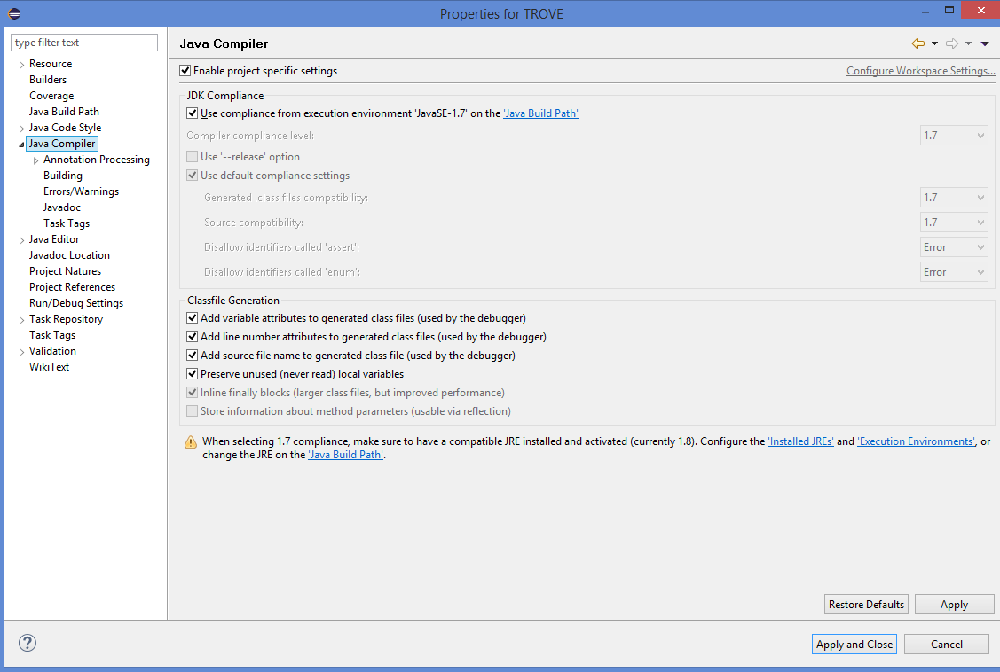 Properties for TROVE
type filter text
Resource
Builders
Coverage
Java Build Path
Java Code Style
Java Compiler
Annotation Processing
Building
Errors/Warnings
Javadoc
Task Tags
Java Editor
Javadoc Location
Project Natures
Project References
Run/Debug Settings
Task Repository
Task Tags
Validation
WikiText
Java Compiler
Enable project specific settings
Configure Workspace Settings...
JDK Compliance
Use compliance from execution environment 'JavaSE-1.7' on the 'Java Build Path'
Compiler compliance level: 1.7
Use '--release' option
Use default compliance settings
Generated .class files compatibility: 1.7
Source compatibility: 1.7
Disallow identifiers called 'assert': Error
Disallow identifiers called 'enum': Error
Classfile Generation
Add variable attributes to generated class files (used by the debugger)
Add line number attributes to generated class files (used by the debugger)
Add source file name to generated class file (used by the debugger)
Preserve unused (never read) local variables
Inline finally blocks (larger class files, but improved performance)
Store information about method parameters (usable via reflection)
When selecting 1.7 compliance, make sure to have a compatible JRE installed and activated (currently 1.8). Configure the 'Installed JREs' and 'Execution Environments', or
change the JRE on the 'Java Build Path'.
Restore Defaults
Apply
Apply and Close
Cancel